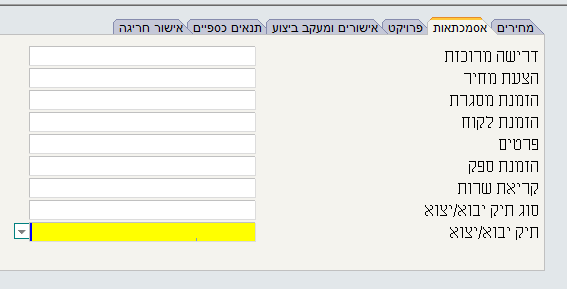 מחירים אסמכתאות פרויקט אישורים ומעקב ביצוע תנאים כספיים אישור חריגה
דרישה מרוכזת
הצעת מחיר
הזמנת מסגרת
הזמנת לקוח
פרטים
הזמנת ספק
קריאת שרות
סוג תיק יבוא/יצוא
תיק יבוא/יצוא